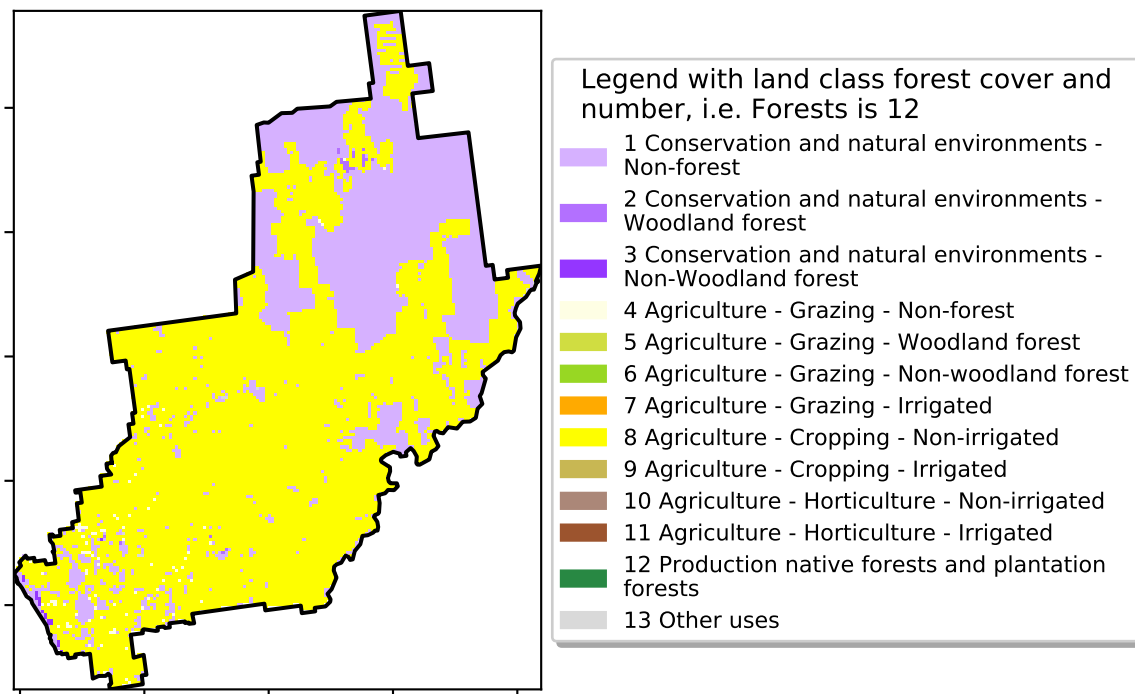 Legend with land class forest cover and
number, i.e. Forests is 12
1 Conservation and natural environments -
Non-forest
2 Conservation and natural environments -
Woodland forest
3 Conservation and natural environments -
Non-Woodland forest
4 Agriculture - Grazing - Non-forest
5 Agriculture - Grazing - Woodland forest
6 Agriculture - Grazing - Non-woodland forest
7 Agriculture - Grazing - Irrigated
8 Agriculture - Cropping - Non-irrigated
9 Agriculture - Cropping - Irrigated
10 Agriculture - Horticulture - Non-irrigated
11 Agriculture - Horticulture - Irrigated
12 Production native forests and plantation
forests
13 Other uses